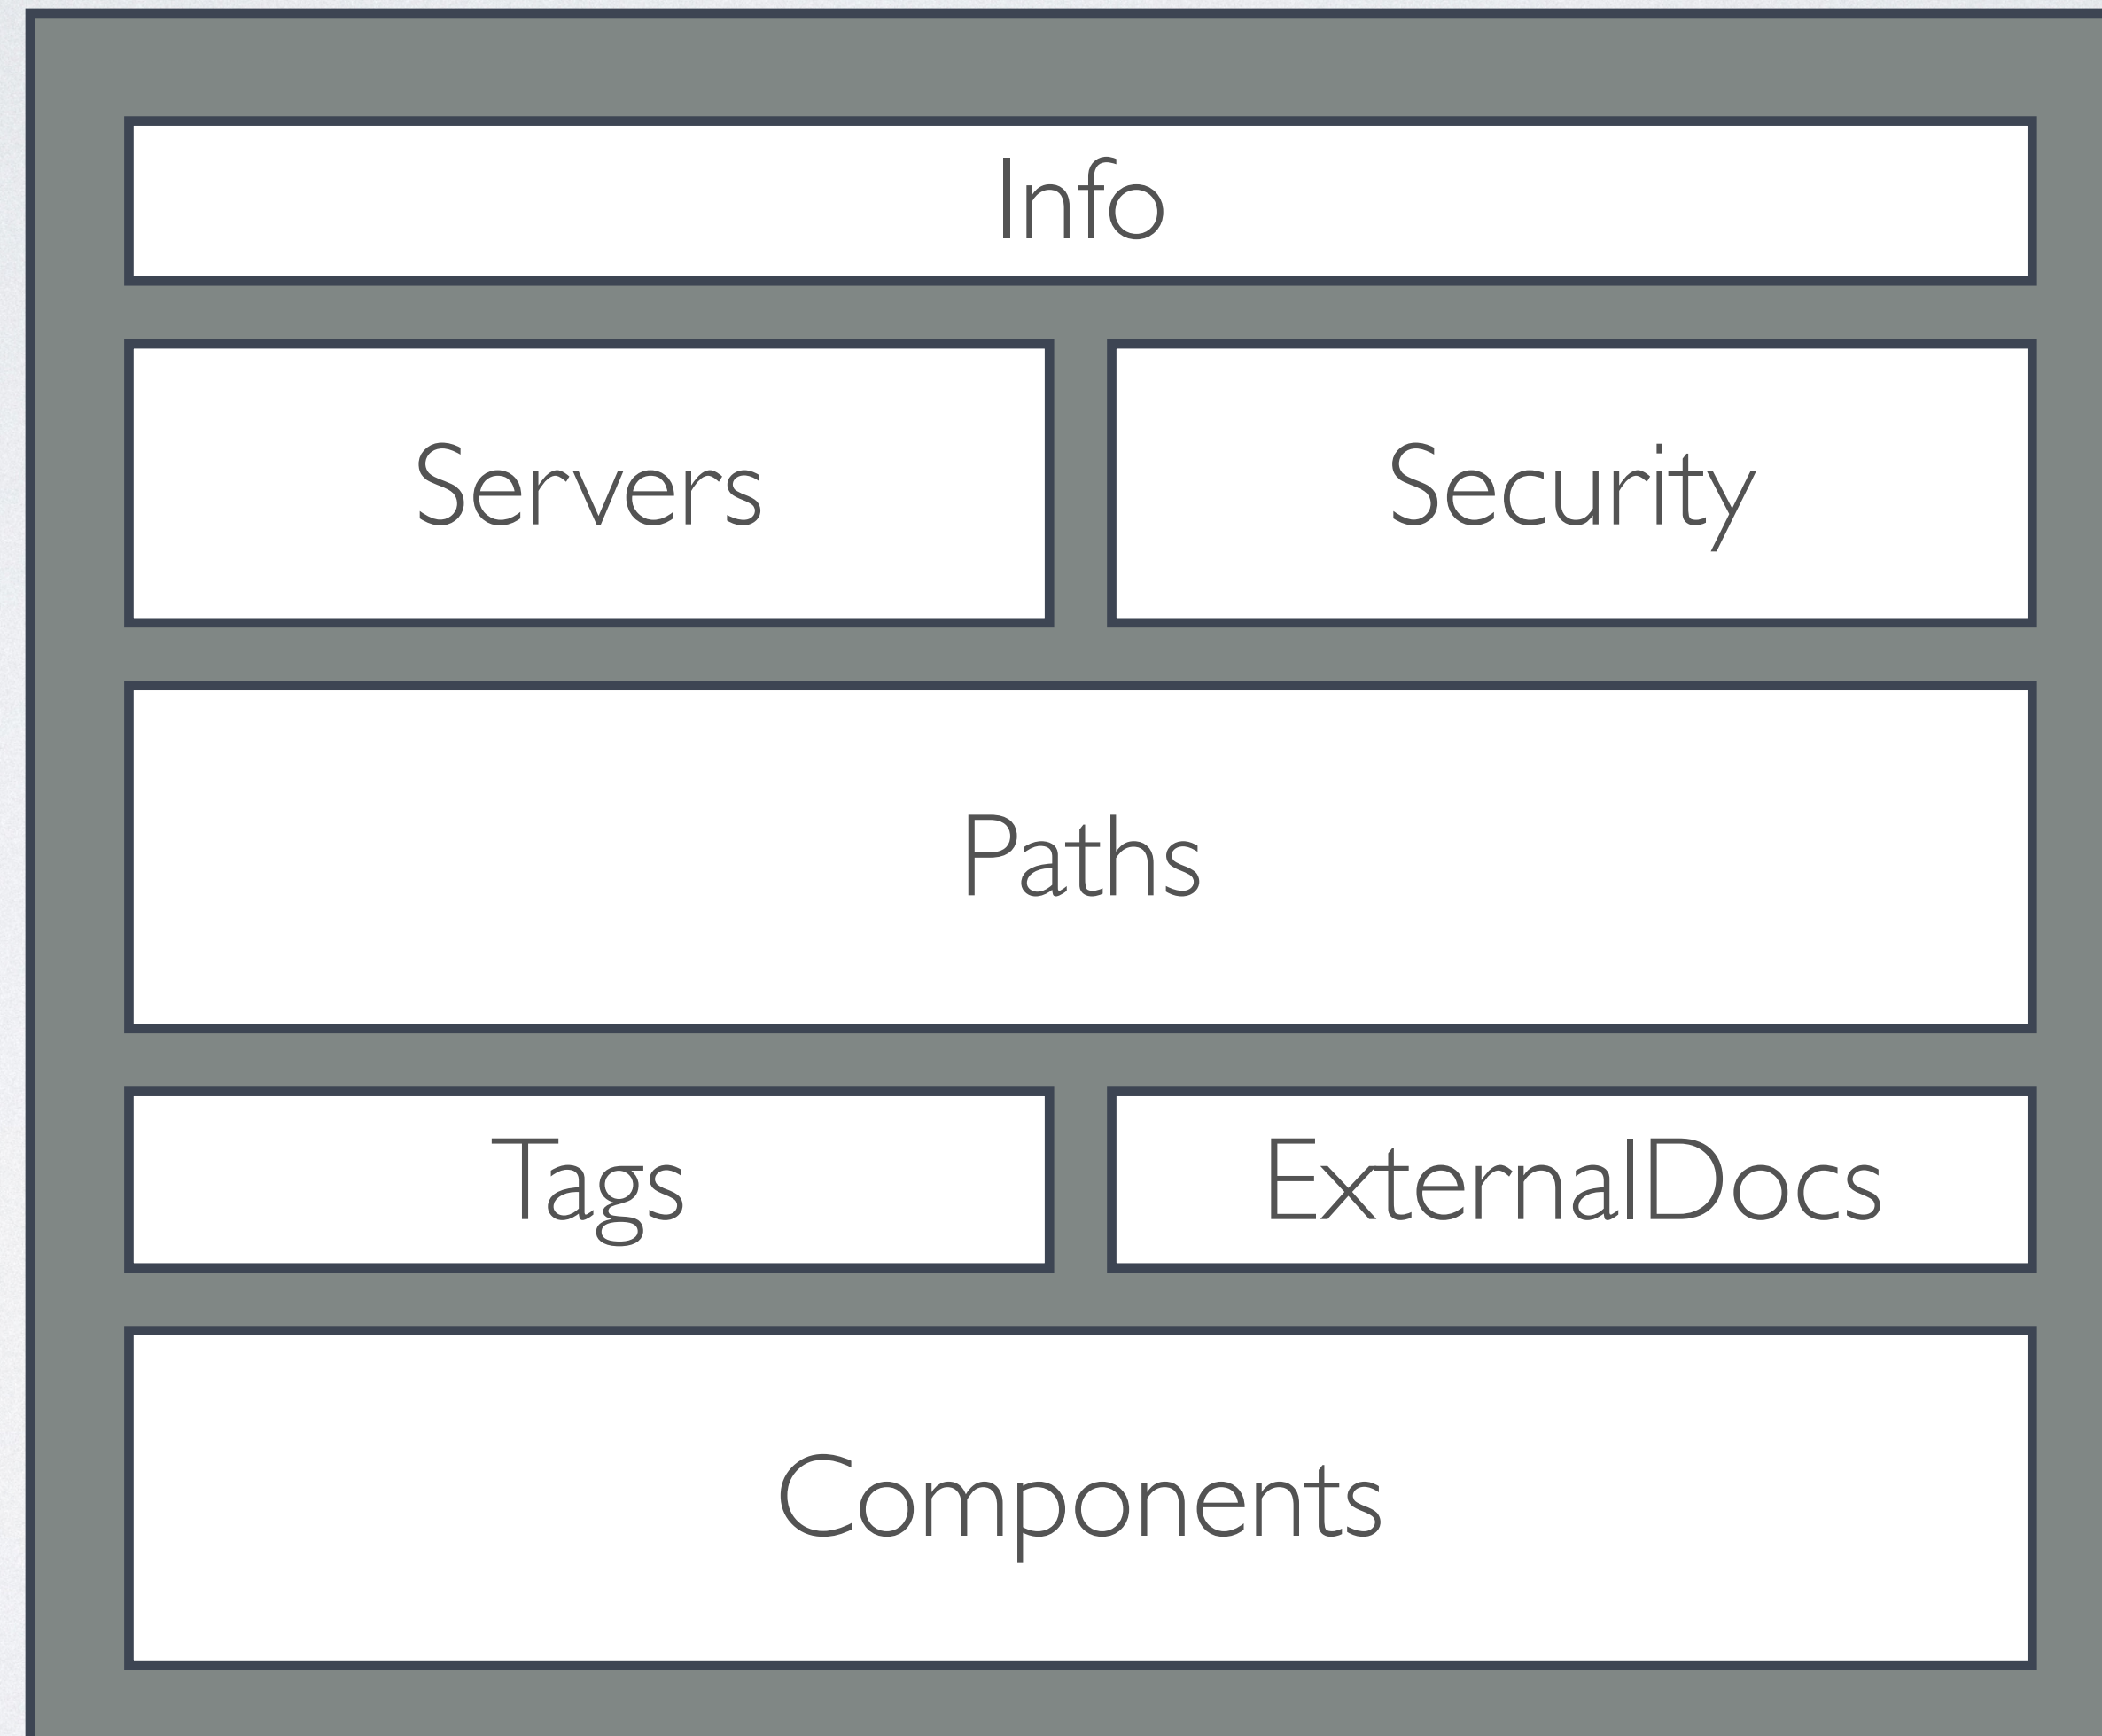 Info
Servers
Security
Paths
Tags
ExternalDocs
Components